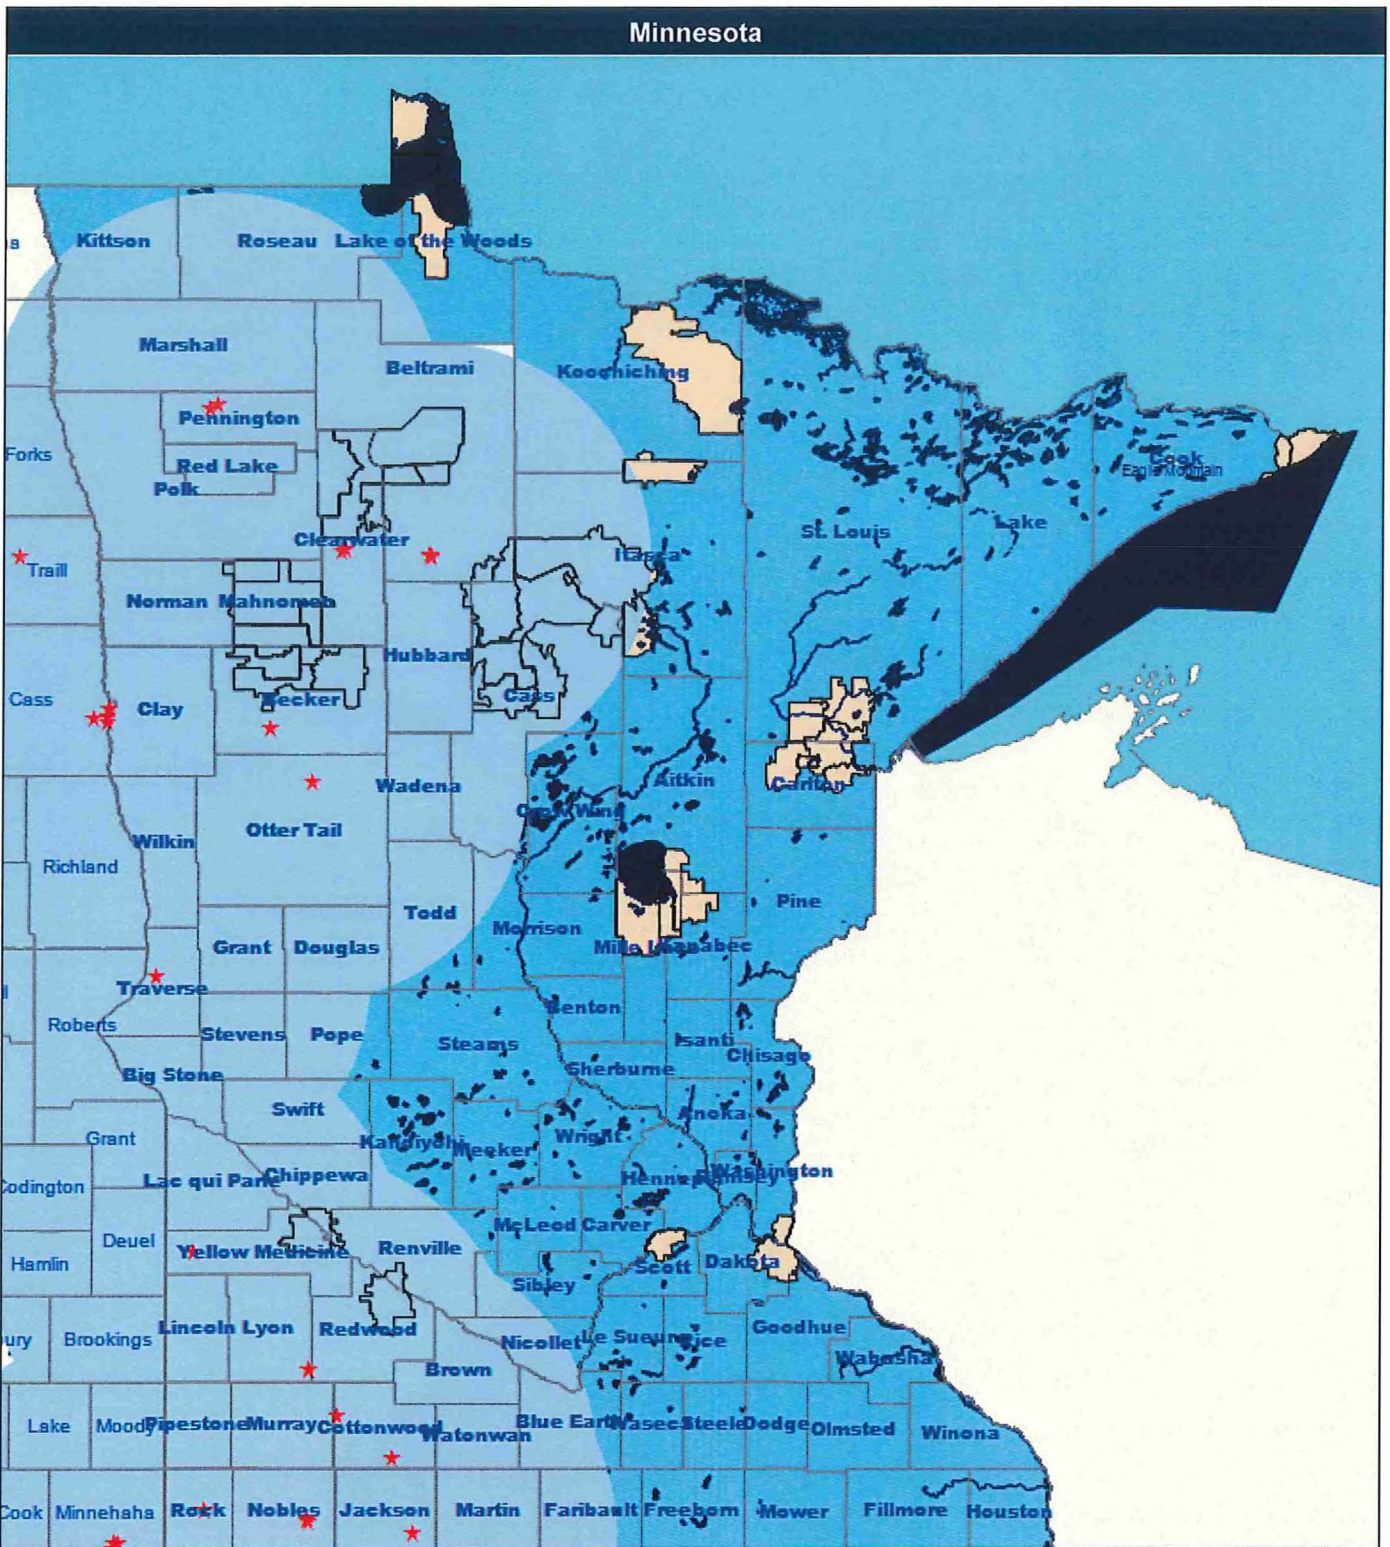 Minnesota
Kittson
Roseau
Lake of the Woods
Marshall
Beltrami
Koochiching
Pennington
Forks
Red Lake
Polk
Cook
Eagle Mountain
Lake
St. Louis
Clearwater
Itasca
Traill
Norman
Mahnomen
Hubbard
Cass
Cass
Clay
Becker
Wadena
Aitkin
Carlton
Crow Wing
Otter Tail
Wilkin
Richland
Todd
Morrison
Pine
Grant
Douglas
Mille Lacs
Kanabec
Traverse
Benton
Roberts
Stevens
Pope
Stearns
Isanti
Chisago
Sherburne
Big Stone
Swift
Anoka
Grant
Kandiyohi
Meeker
Wright
Washington
Hennepin
Ramsey
Codington
Lac qui Parle
Chippewa
McLeod
Carver
Deuel
Yellow Medicine
Renville
Hamlin
Scott
Dakota
Sibley
Brookings
Lincoln
Lyon
Redwood
Nicollet
Le Sueur
Rice
Goodhue
Wabasha
Brown
Lake
Moody
Pipestone
Murray
Cottonwood
Watonwan
Blue Earth
Waseca
Steele
Dodge
Olmsted
Winona
Cook
Minnehaha
Rock
Nobles
Jackson
Martin
Faribault
Freeborn
Mower
Fillmore
Houston